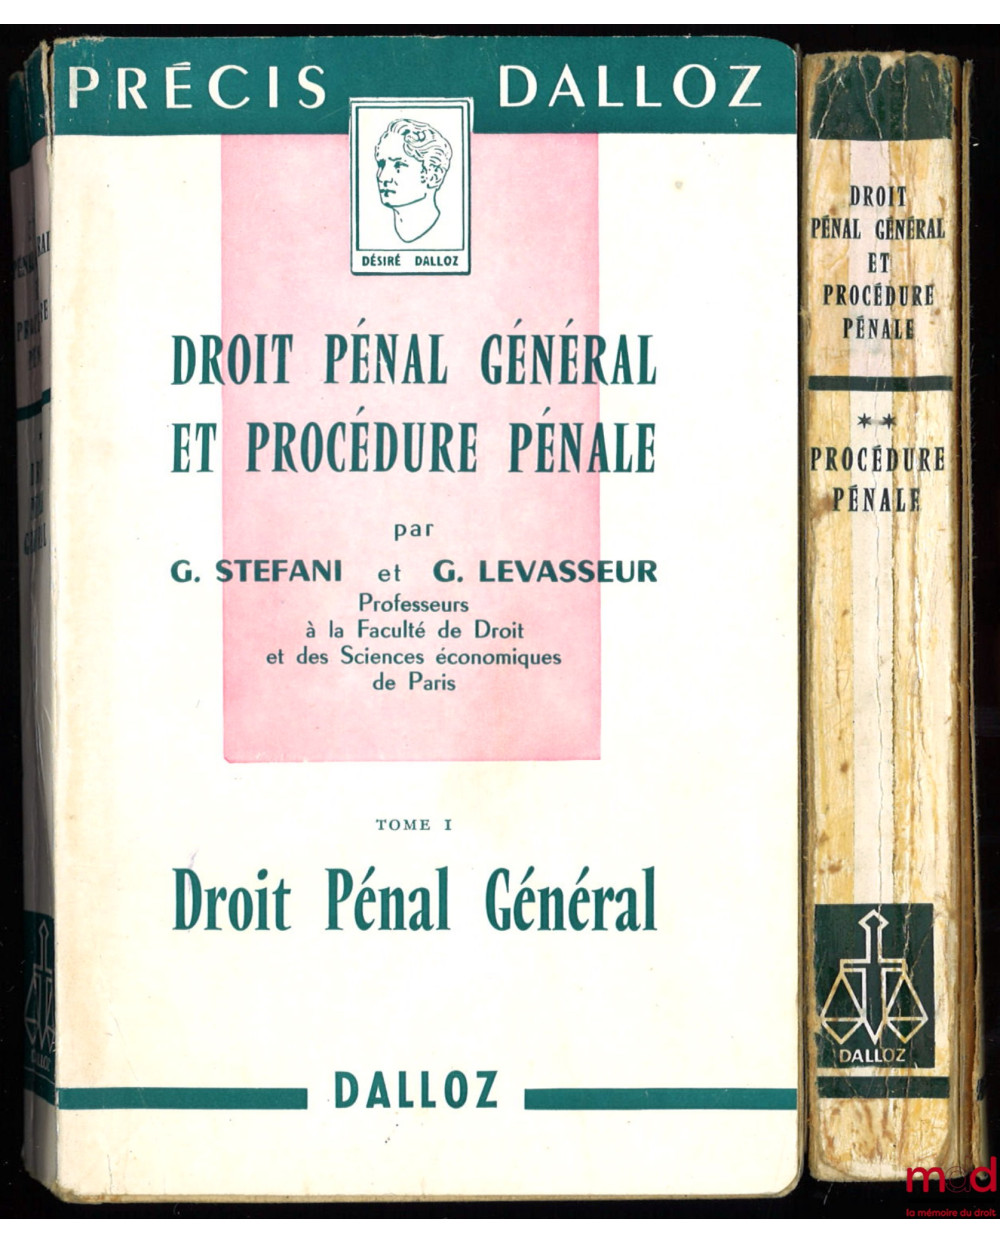 PRÉCIS DALLOZ
DÉSIRÉ DALLOZ
DROIT PÉNAL GÉNÉRAL
ET PROCÉDURE PÉNALE
par
G. STEFANI et G. LEVASSEUR
Professeurs
à la Faculté de Droit
et des Sciences économiques
de Paris
TOME I
Droit Pénal Général
DALLOZ
DALLOZ
DROIT
PÉNAL GÉNÉRAL
ET
PROCÉDURE
PÉNALE
**
PROCÉDURE
PÉNALE
DALLOZ
mad
la mémoire du droit